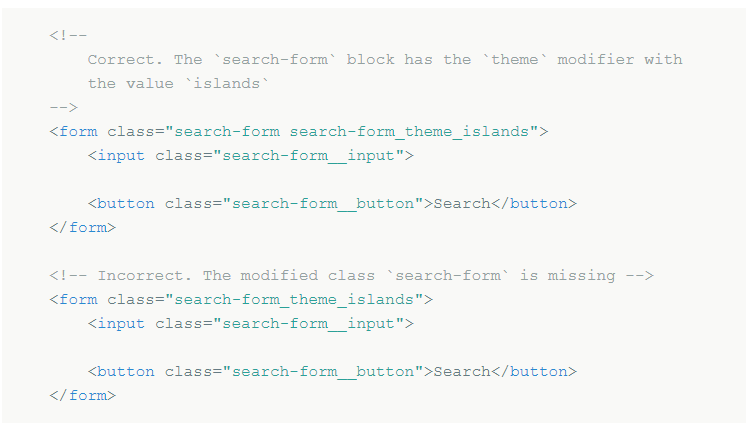 <!--
Correct. The `search-form` block has the `theme` modifier with
the value `islands`
-->
<form class="search-form search-form_theme_islands">
<input class="search-form__input">
<button class="search-form__button">Search</button>
</form>
<!-- Incorrect. The modified class `search-form` is missing -->
<form class="search-form_theme_islands">
<input class="search-form__input">
<button class="search-form__button">Search</button>
</form>